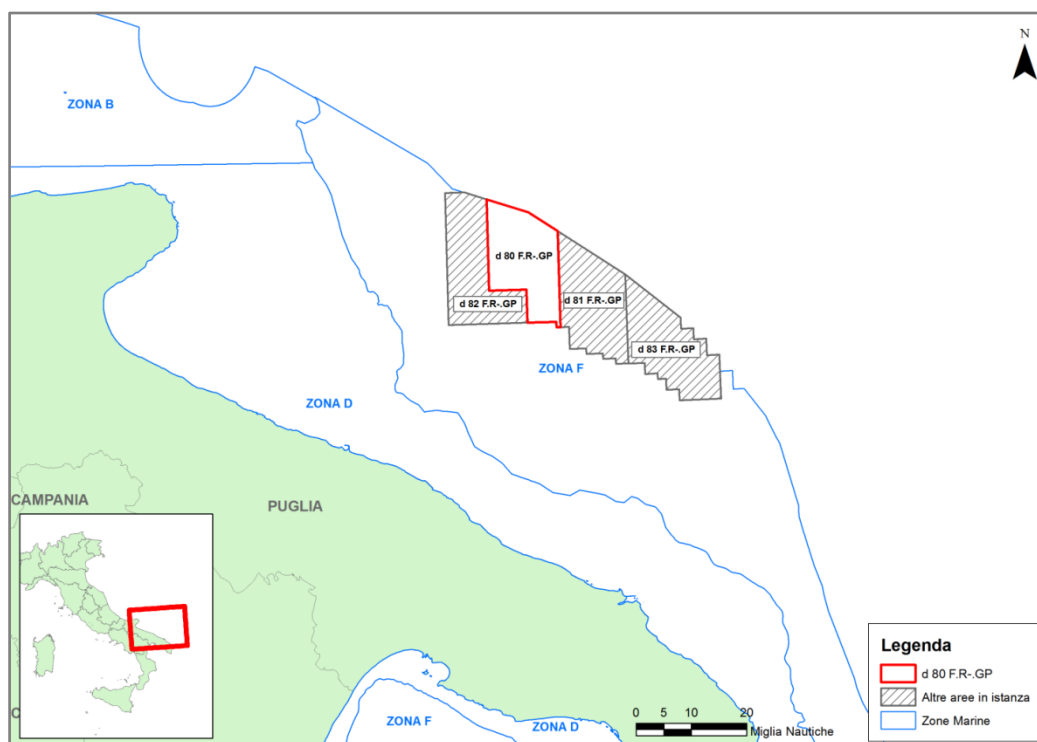 N
ZONA B
d 80 F.R-.GP
d 82 F.R-.GP
d 81 F.R-.GP
d 83 F.R-.GP
ZONA F
ZONA D
CAMPANIA
PUGLIA
C
ZONA F
ZONA D
0 5 10 20
Miglia Nautiche
Legenda
d 80 F.R-.GP
Altre aree in istanza
Zone Marine